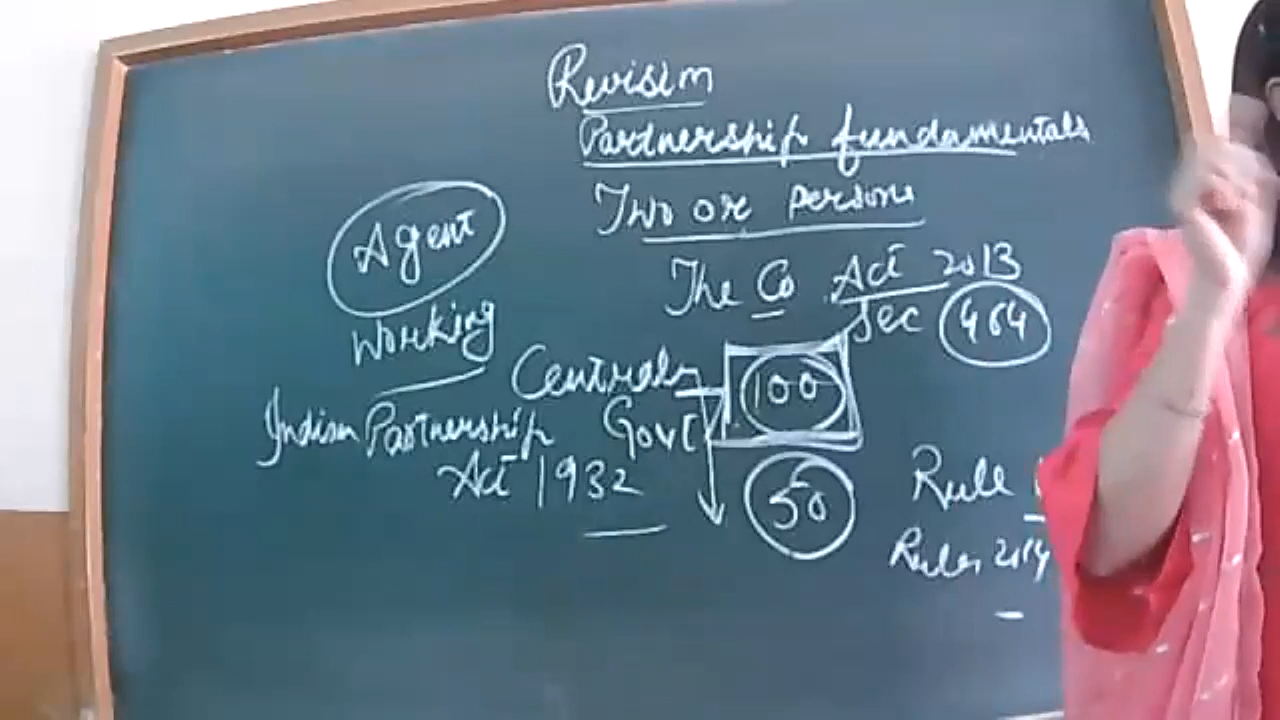 Revision
Partnership fundamentals
Two or persons
The Co Act 2013
Sec 464
Agent
Working
Central
Govt
100
50
Indian Partnership
Act 1932
Rule
Rules 2014